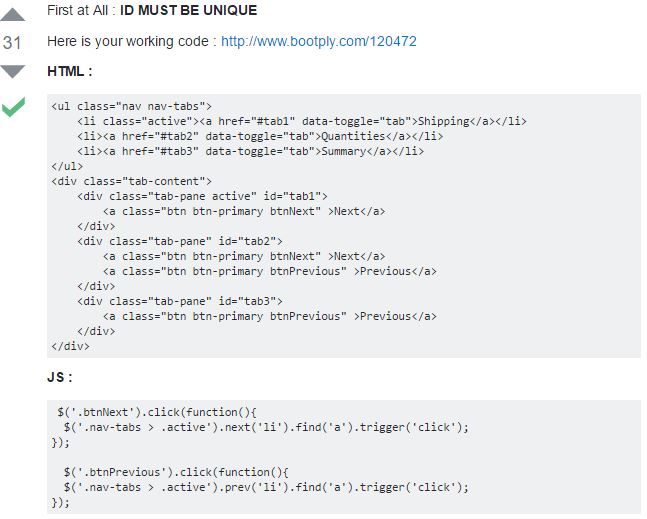 First at All : ID MUST BE UNIQUE
31
Here is your working code : http://www.bootply.com/120472
HTML :
<ul class="nav nav-tabs">
    <li class="active"><a href="#tab1" data-toggle="tab">Shipping</a></li>
    <li><a href="#tab2" data-toggle="tab">Quantities</a></li>
    <li><a href="#tab3" data-toggle="tab">Summary</a></li>
</ul>
<div class="tab-content">
    <div class="tab-pane active" id="tab1">
        <a class="btn btn-primary btnNext" >Next</a>
    </div>
    <div class="tab-pane" id="tab2">
        <a class="btn btn-primary btnNext" >Next</a>
        <a class="btn btn-primary btnPrevious" >Previous</a>
    </div>
    <div class="tab-pane" id="tab3">
        <a class="btn btn-primary btnPrevious" >Previous</a>
    </div>
</div>
JS :
 $('.btnNext').click(function(){
  $('.nav-tabs > .active').next('li').find('a').trigger('click');
});
  $('.btnPrevious').click(function(){
  $('.nav-tabs > .active').prev('li').find('a').trigger('click');
});